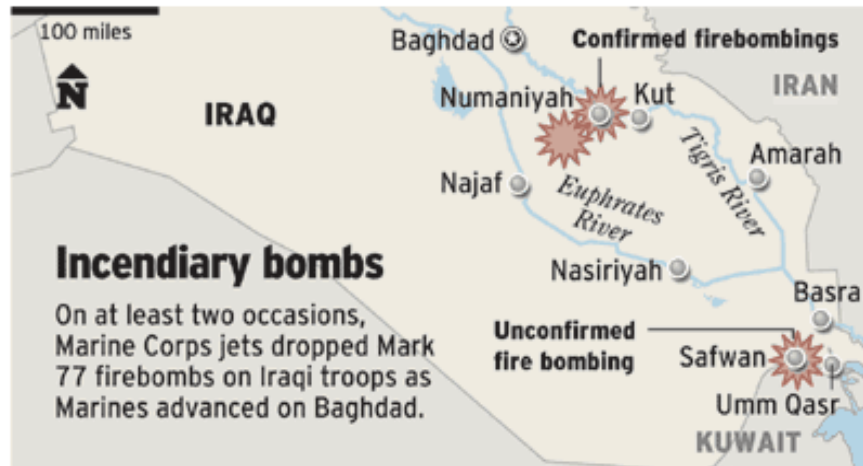 100 miles
N
IRAQ
Baghdad
Confirmed firebombings
IRAN
Numaniyah
Kut
Amarah
Tigris River
Najaf
Euphrates
River
Nasiriyah
Basra
Incendiary bombs
On at least two occasions,
Marine Corps jets dropped Mark
77 firebombs on Iraqi troops as
Marines advanced on Baghdad.
Unconfirmed
fire bombing
Safwan
Umm Qasr
KUWAIT